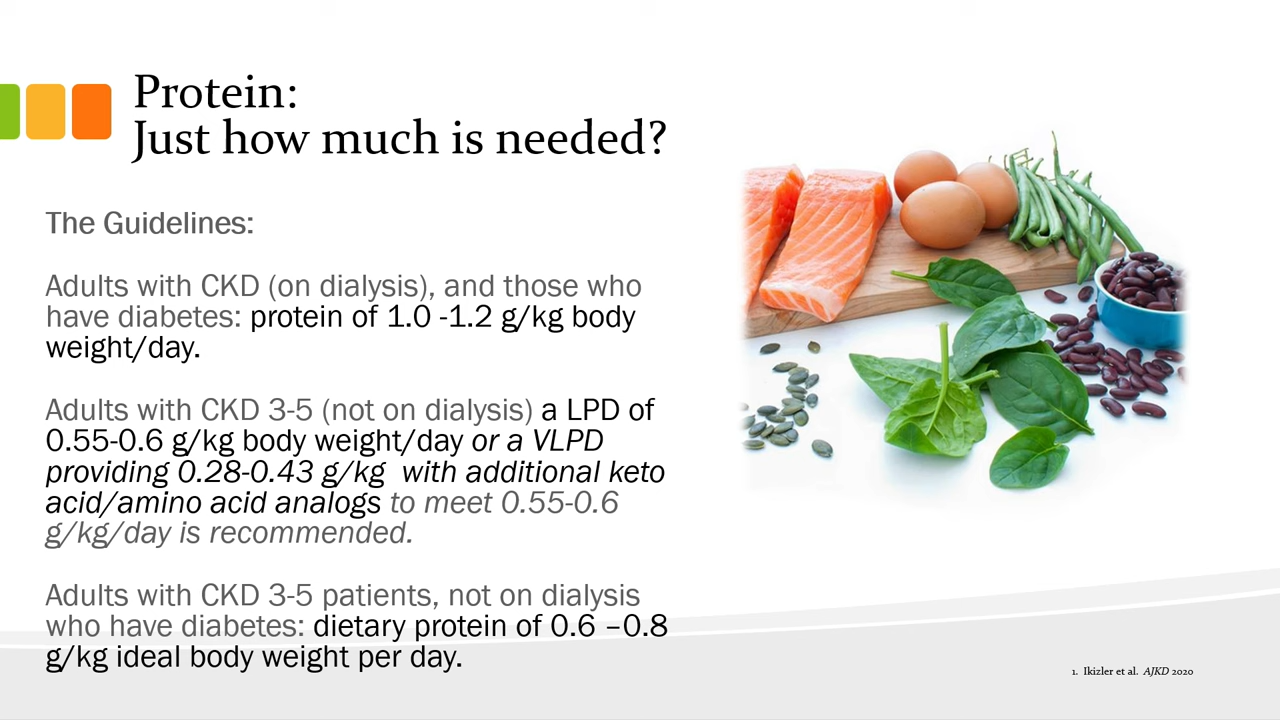 Protein:
Just how much is needed?
The Guidelines:
Adults with CKD (on dialysis), and those who
have diabetes: protein of 1.0 -1.2 g/kg body
weight/day.
Adults with CKD 3-5 (not on dialysis) a LPD of
0.55-0.6 g/kg body weight/day or a VLPD
providing 0.28-0.43 g/kg  with additional keto
acid/amino acid analogs to meet 0.55-0.6
g/kg/day is recommended.
Adults with CKD 3-5 patients, not on dialysis
who have diabetes: dietary protein of 0.6 –0.8
g/kg ideal body weight per day.
1. Ikizler et al. AJKD 2020